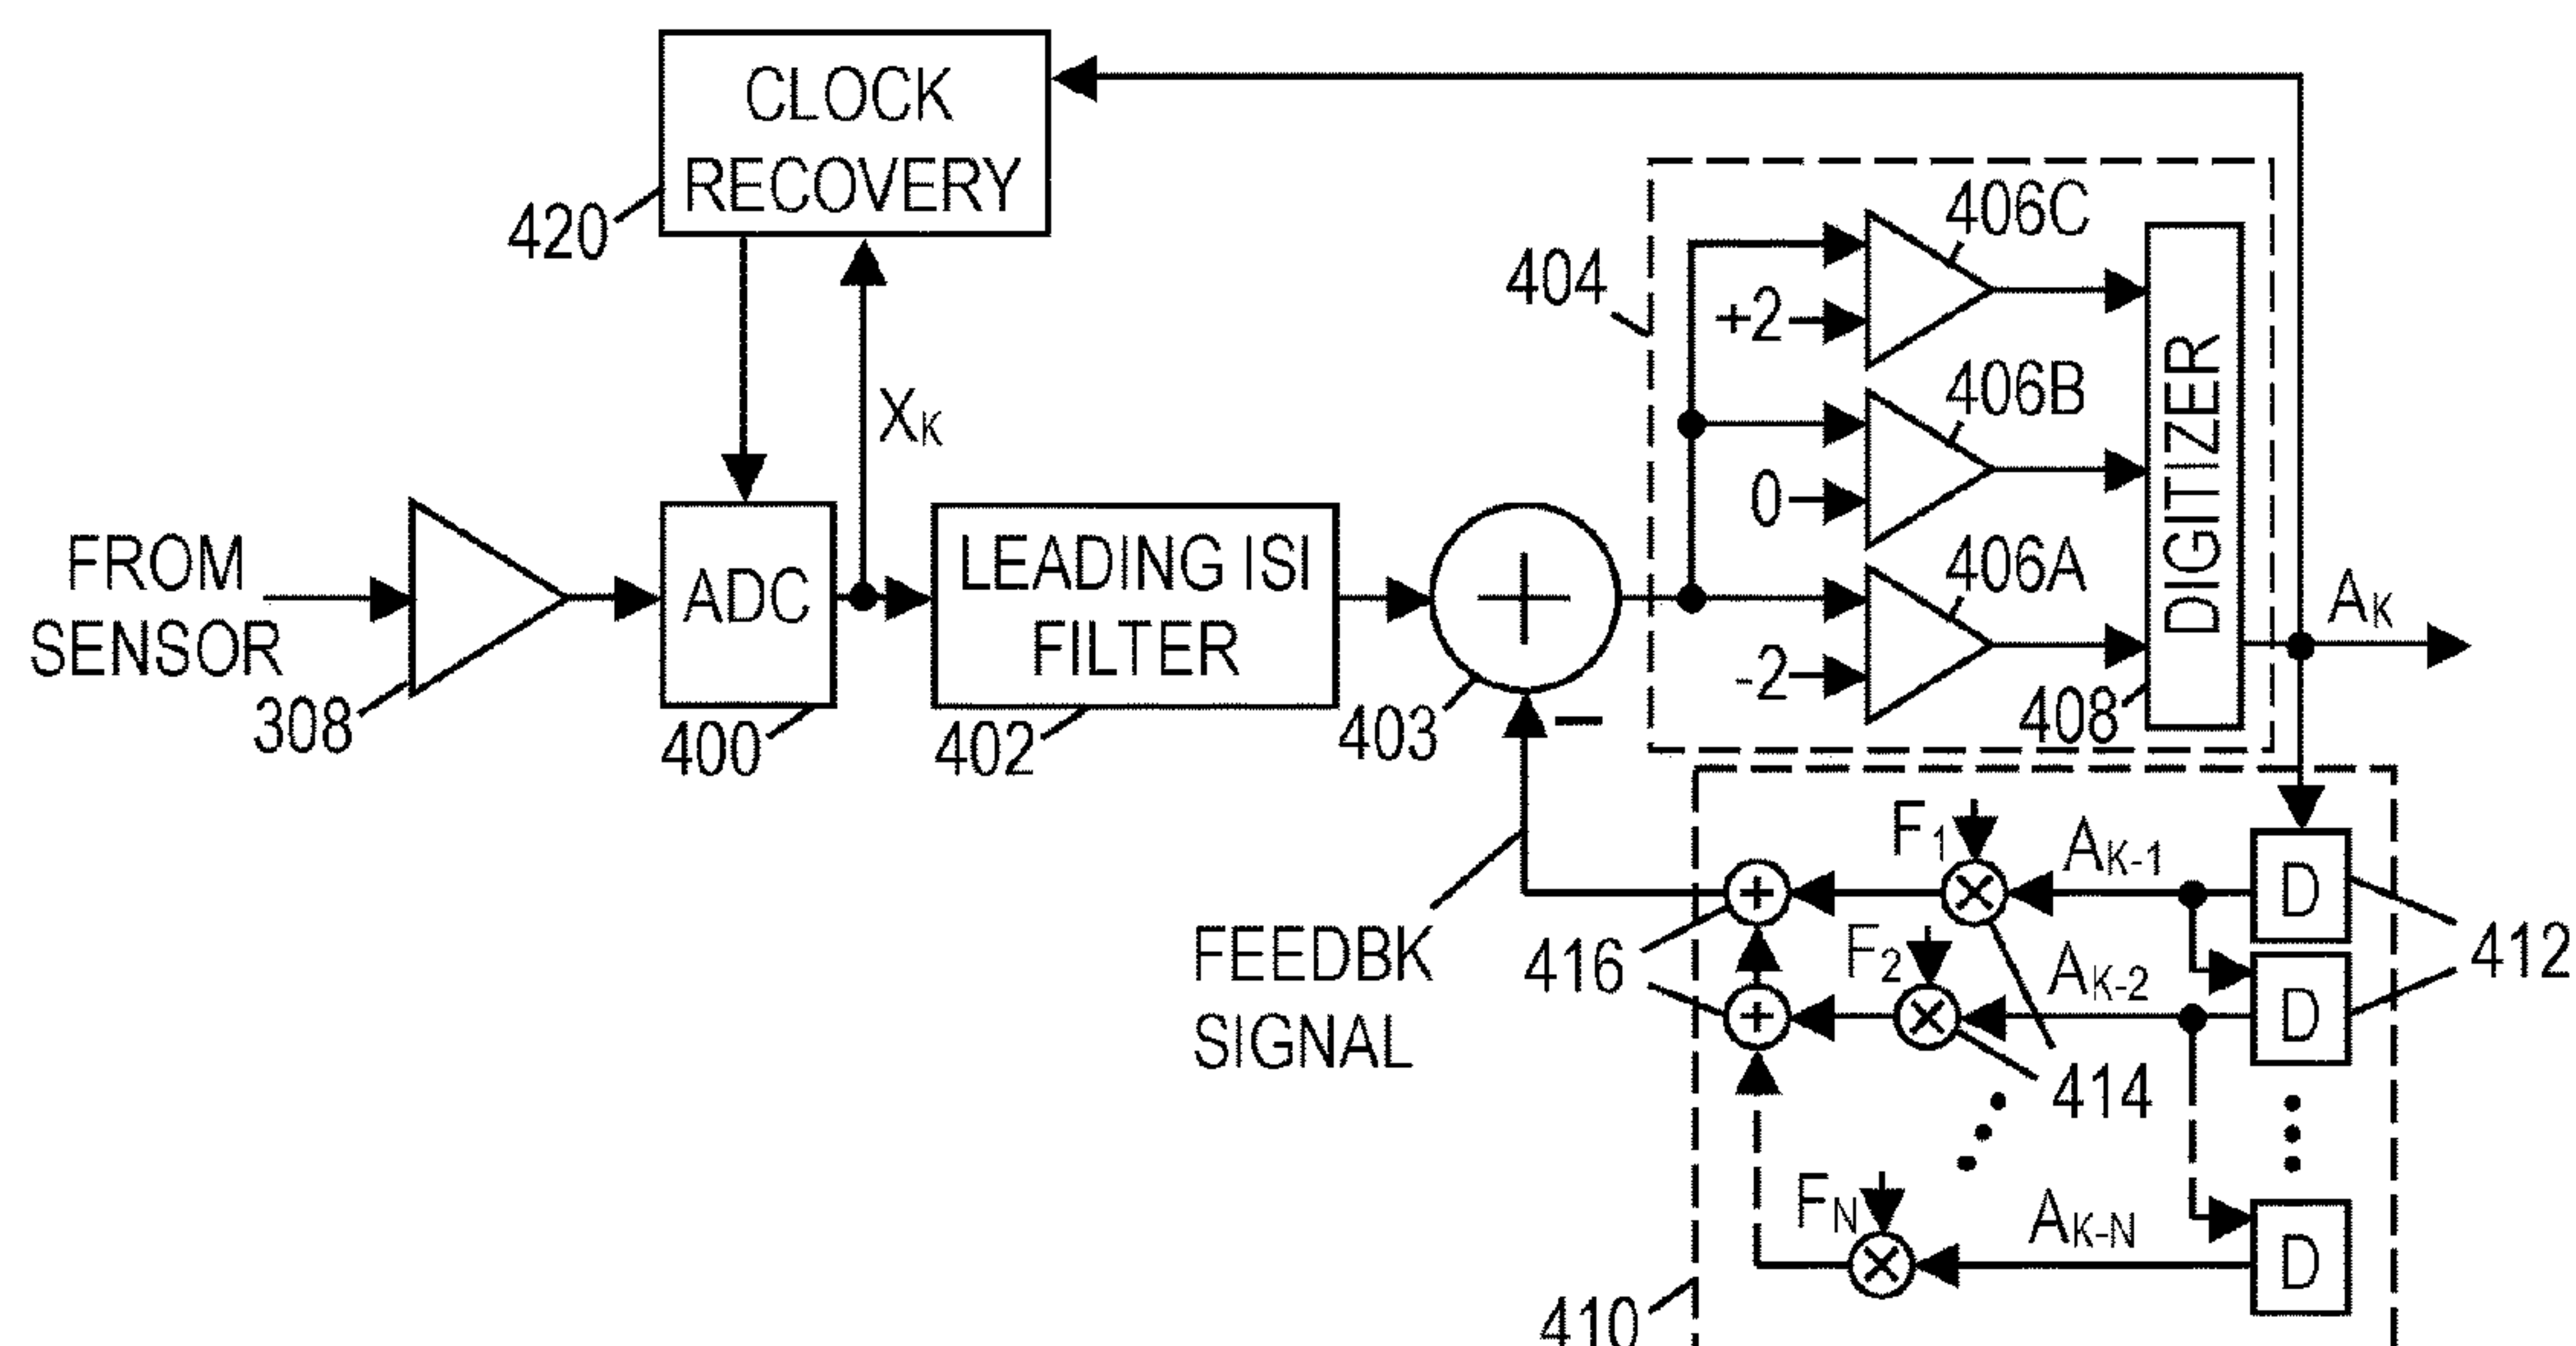 CLOCK
RECOVERY
420
406C
404
+2
406B
XK
0
DIGITIZER
FROM
SENSOR
308
ADC
400
LEADING ISI
FILTER
402
403
406A
-2
408
AK
−
F1
AK-1
D
412
FEEDBK
SIGNAL
416
F2
AK-2
D
414
FN
AK-N
D
410